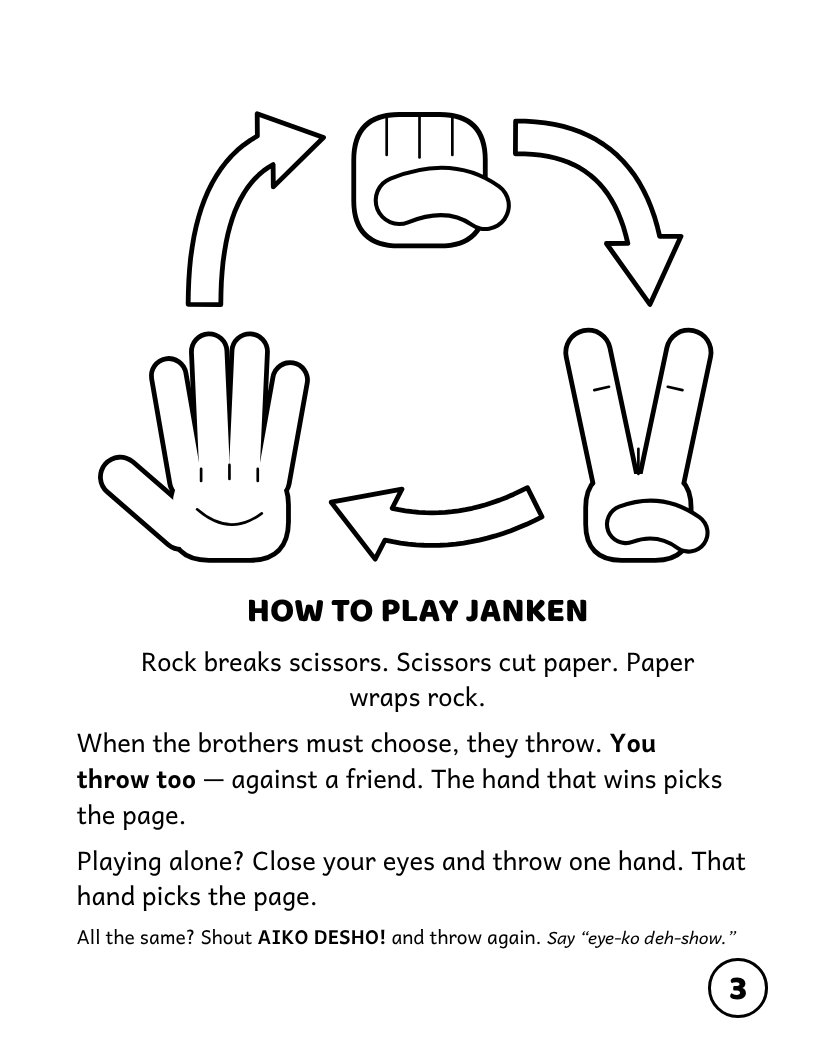 HOW TO PLAY JANKEN
Rock breaks scissors. Scissors cut paper. Paper
wraps rock.
When the brothers must choose, they throw. You
throw too — against a friend. The hand that wins picks
the page.
Playing alone? Close your eyes and throw one hand. That
hand picks the page.
All the same? Shout AIKO DESHO! and throw again. Say “eye-ko deh-show.”
3